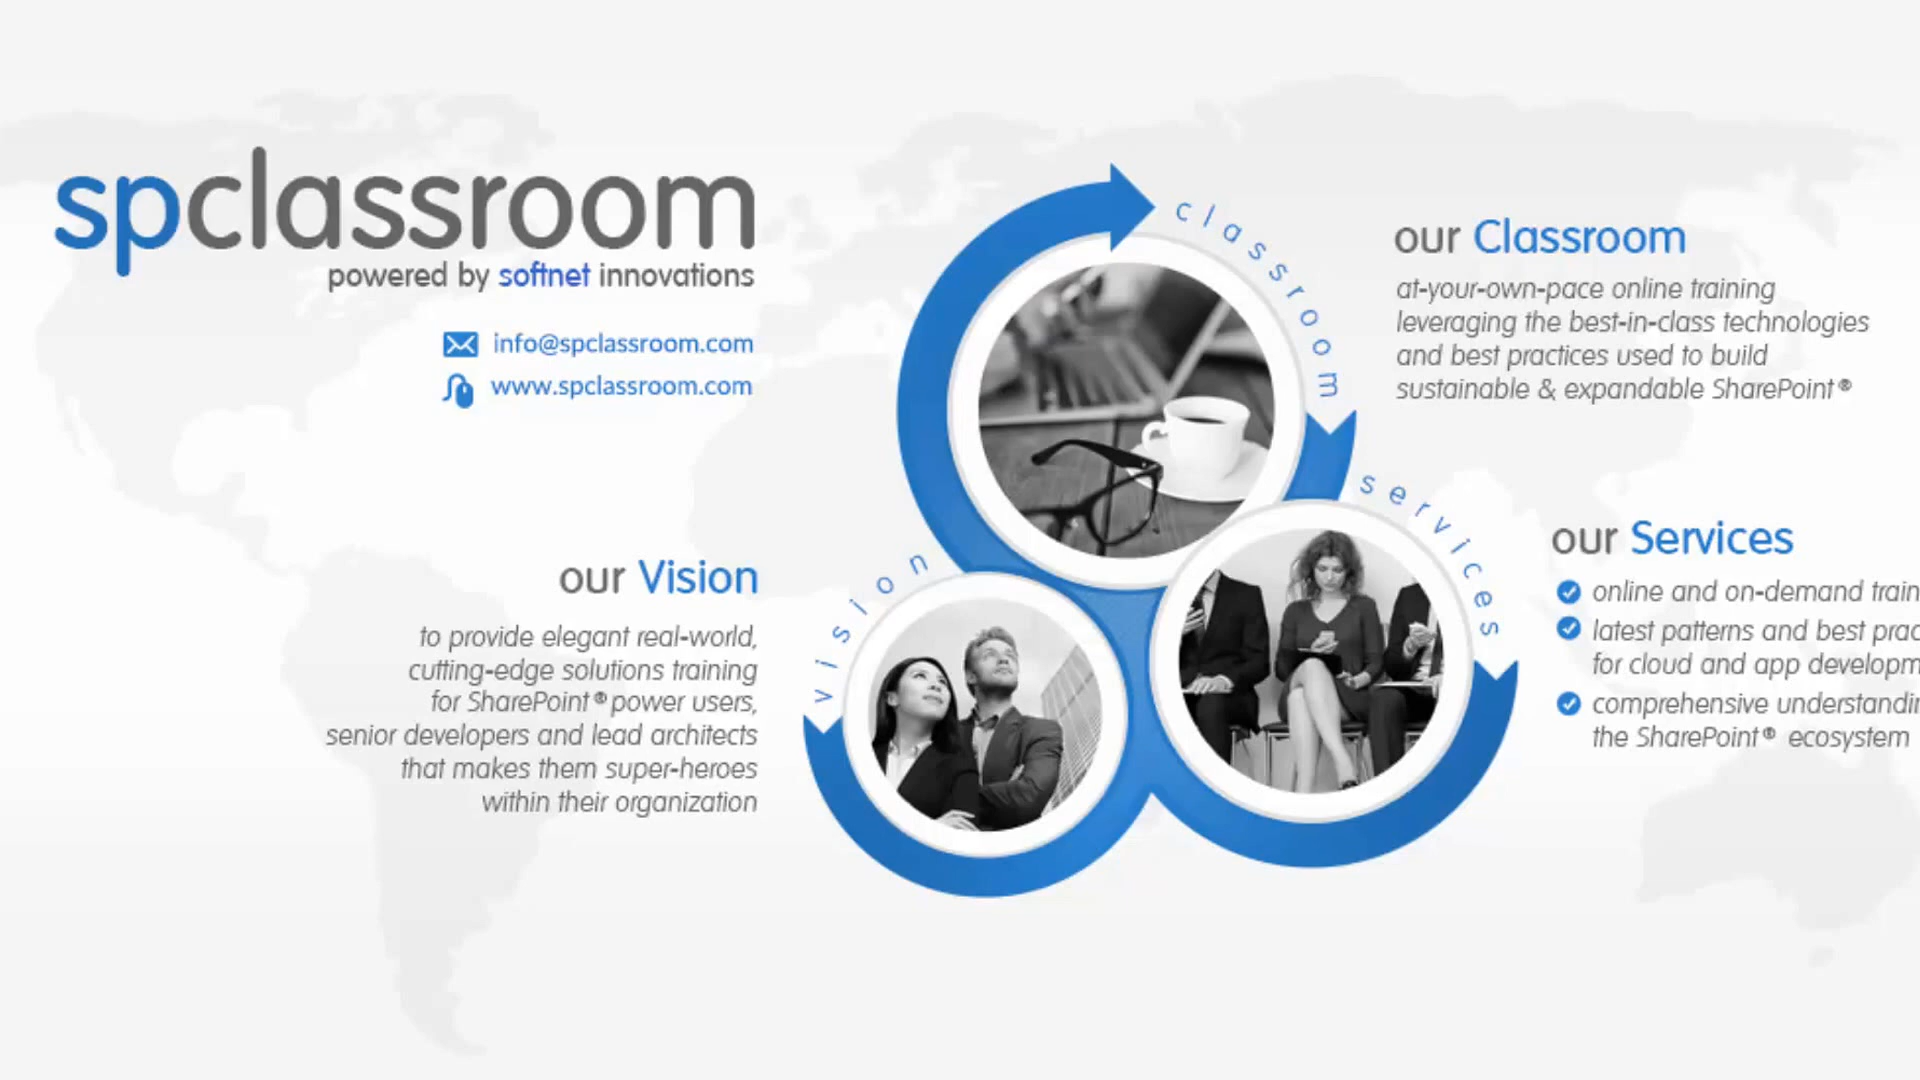 spclassroom
powered by softnet innovations
info@spclassroom.com
www.spclassroom.com
our Vision
to provide elegant real-world,
cutting-edge solutions training
for SharePoint® power users,
senior developers and lead architects
that makes them super-heroes
within their organization
vision
classroom
services
our Classroom
at-your-own-pace online training
leveraging the best-in-class technologies
and best practices used to build
sustainable & expandable SharePoint®
our Services
online and on-demand train
latest patterns and best prac
for cloud and app developm
comprehensive understandin
the SharePoint® ecosystem